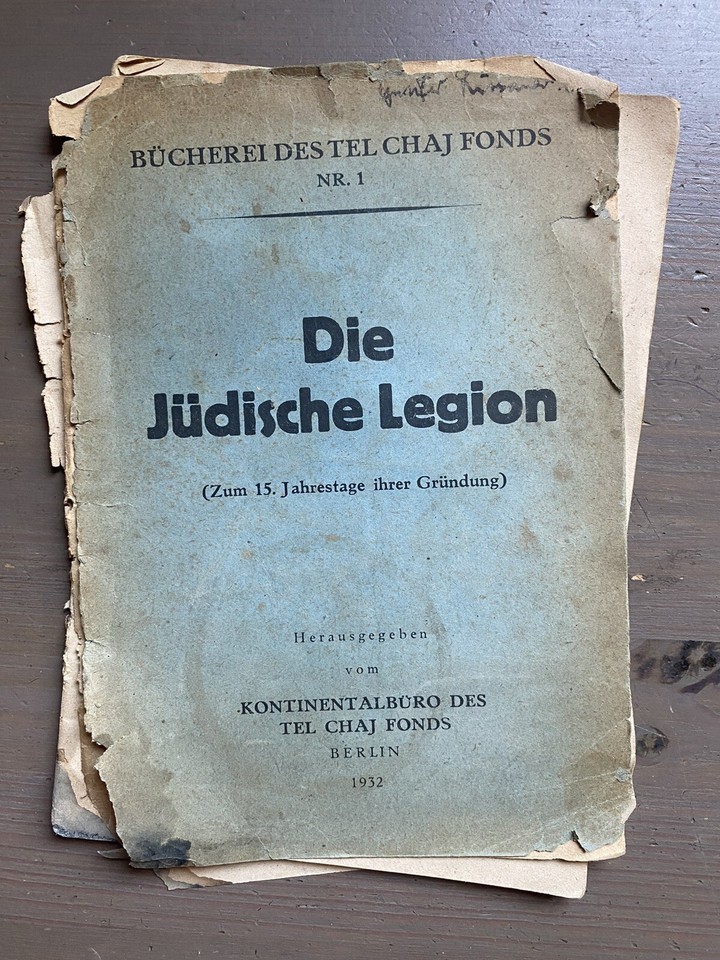 BÜCHEREI DES TEL CHAJ FONDS
NR. 1
Die
Jüdische Legion
(Zum 15. Jahrestage ihrer Gründung)
Herausgegeben
vom
KONTINENTALBÜRO DES
TEL CHAJ FONDS
BERLIN
1932